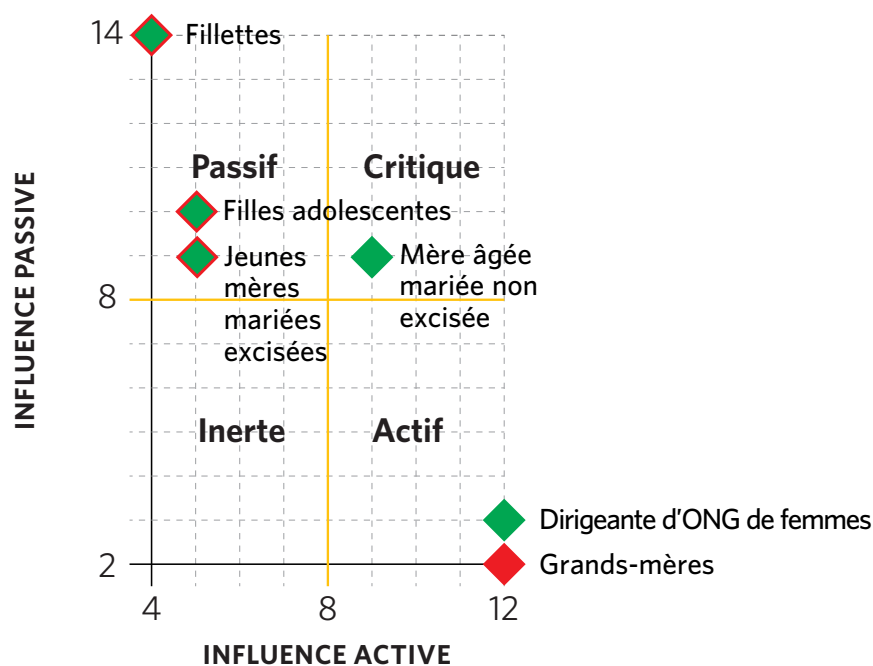 14
Fillettes
Passif
Critique
Filles adolescentes
Jeunes
mères
mariées
excisées
Mère âgée
mariée non
excisée
8
INFLUENCE PASSIVE
Inerte
Actif
Dirigeante d'ONG de femmes
2
Grands-mères
4
8
12
INFLUENCE ACTIVE